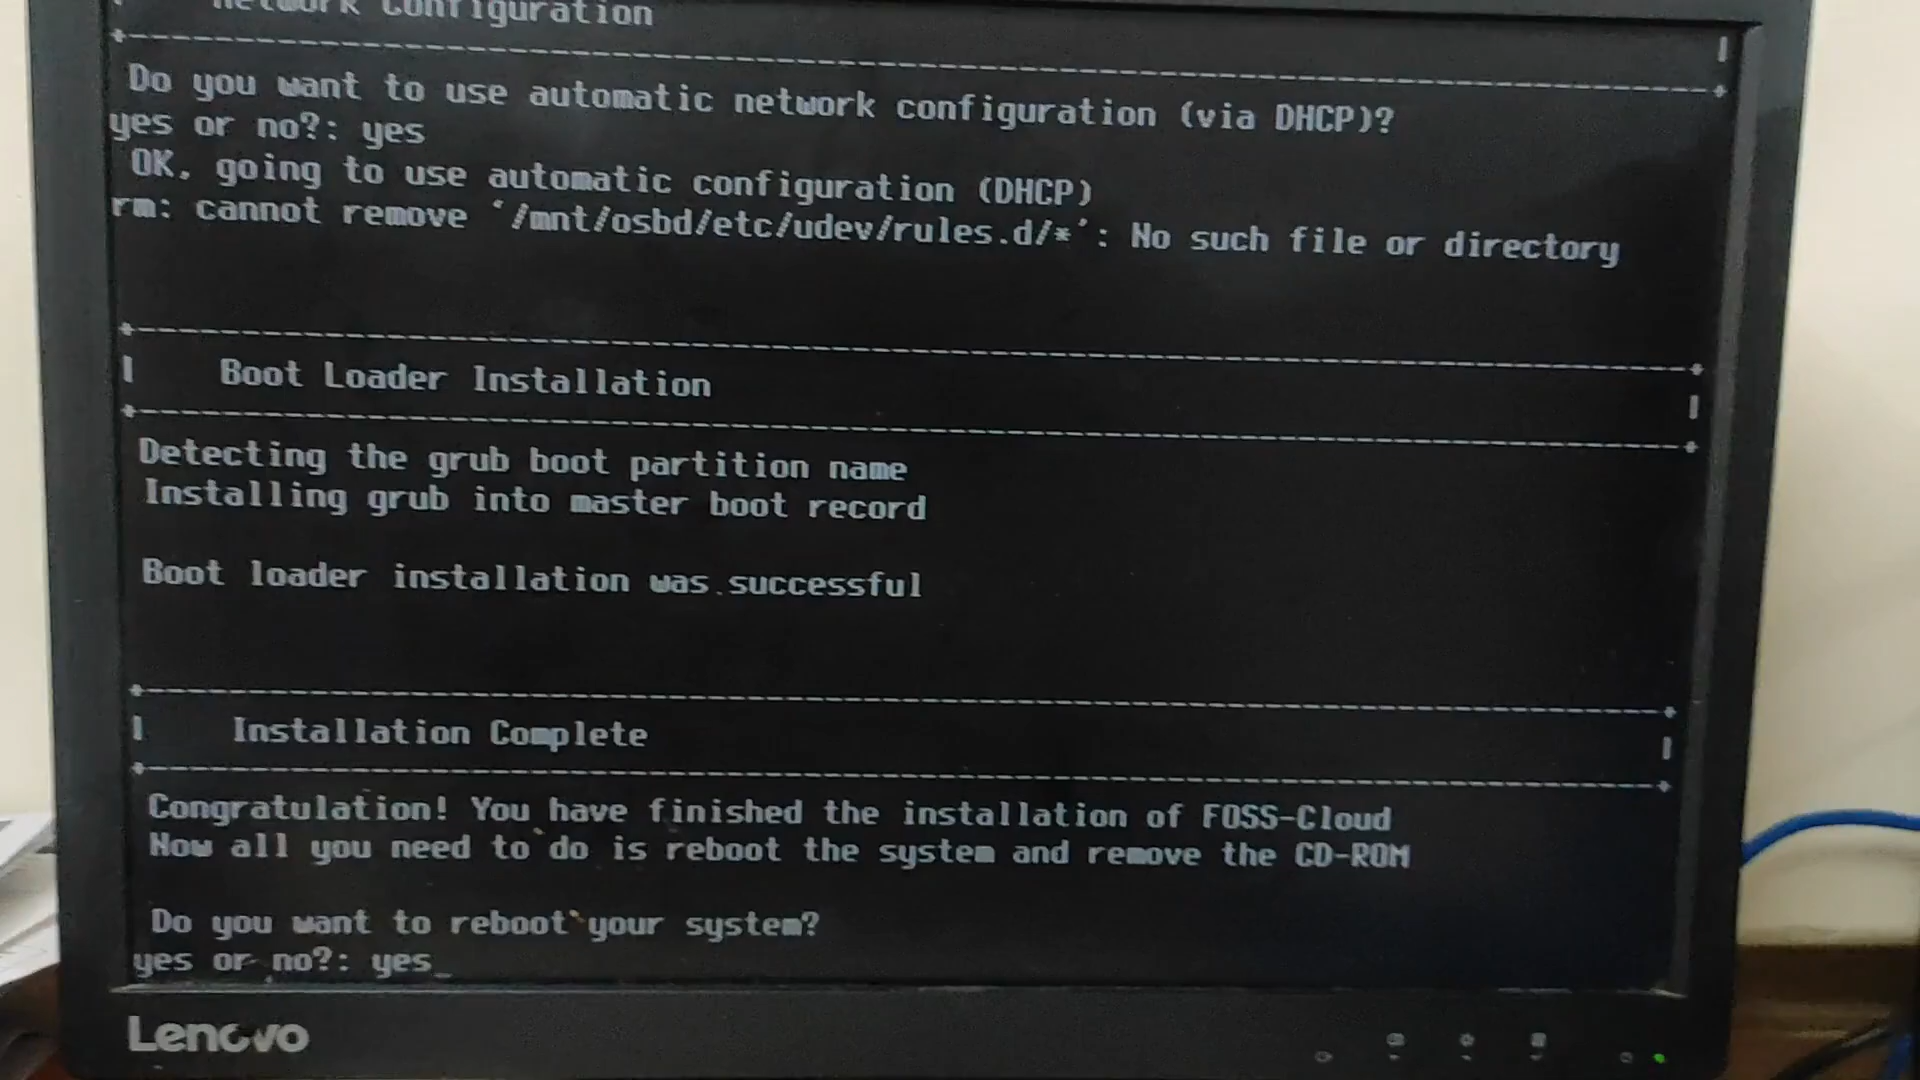 Network Configuration
Do you want to use automatic network configuration (via DHCP)?
yes or no?: yes
OK, going to use automatic configuration (DHCP)
rm: cannot remove '/mnt/osbd/etc/udev/rules.d/*': No such file or directory
Boot Loader Installation
Detecting the grub boot partition name
Installing grub into master boot record
Boot loader installation was successful
Installation Complete
Congratulation! You have finished the installation of FOSS-Cloud
Now all you need to do is reboot the system and remove the CD-ROM
Do you want to reboot your system?
yes or no?: yes_
Lenovo